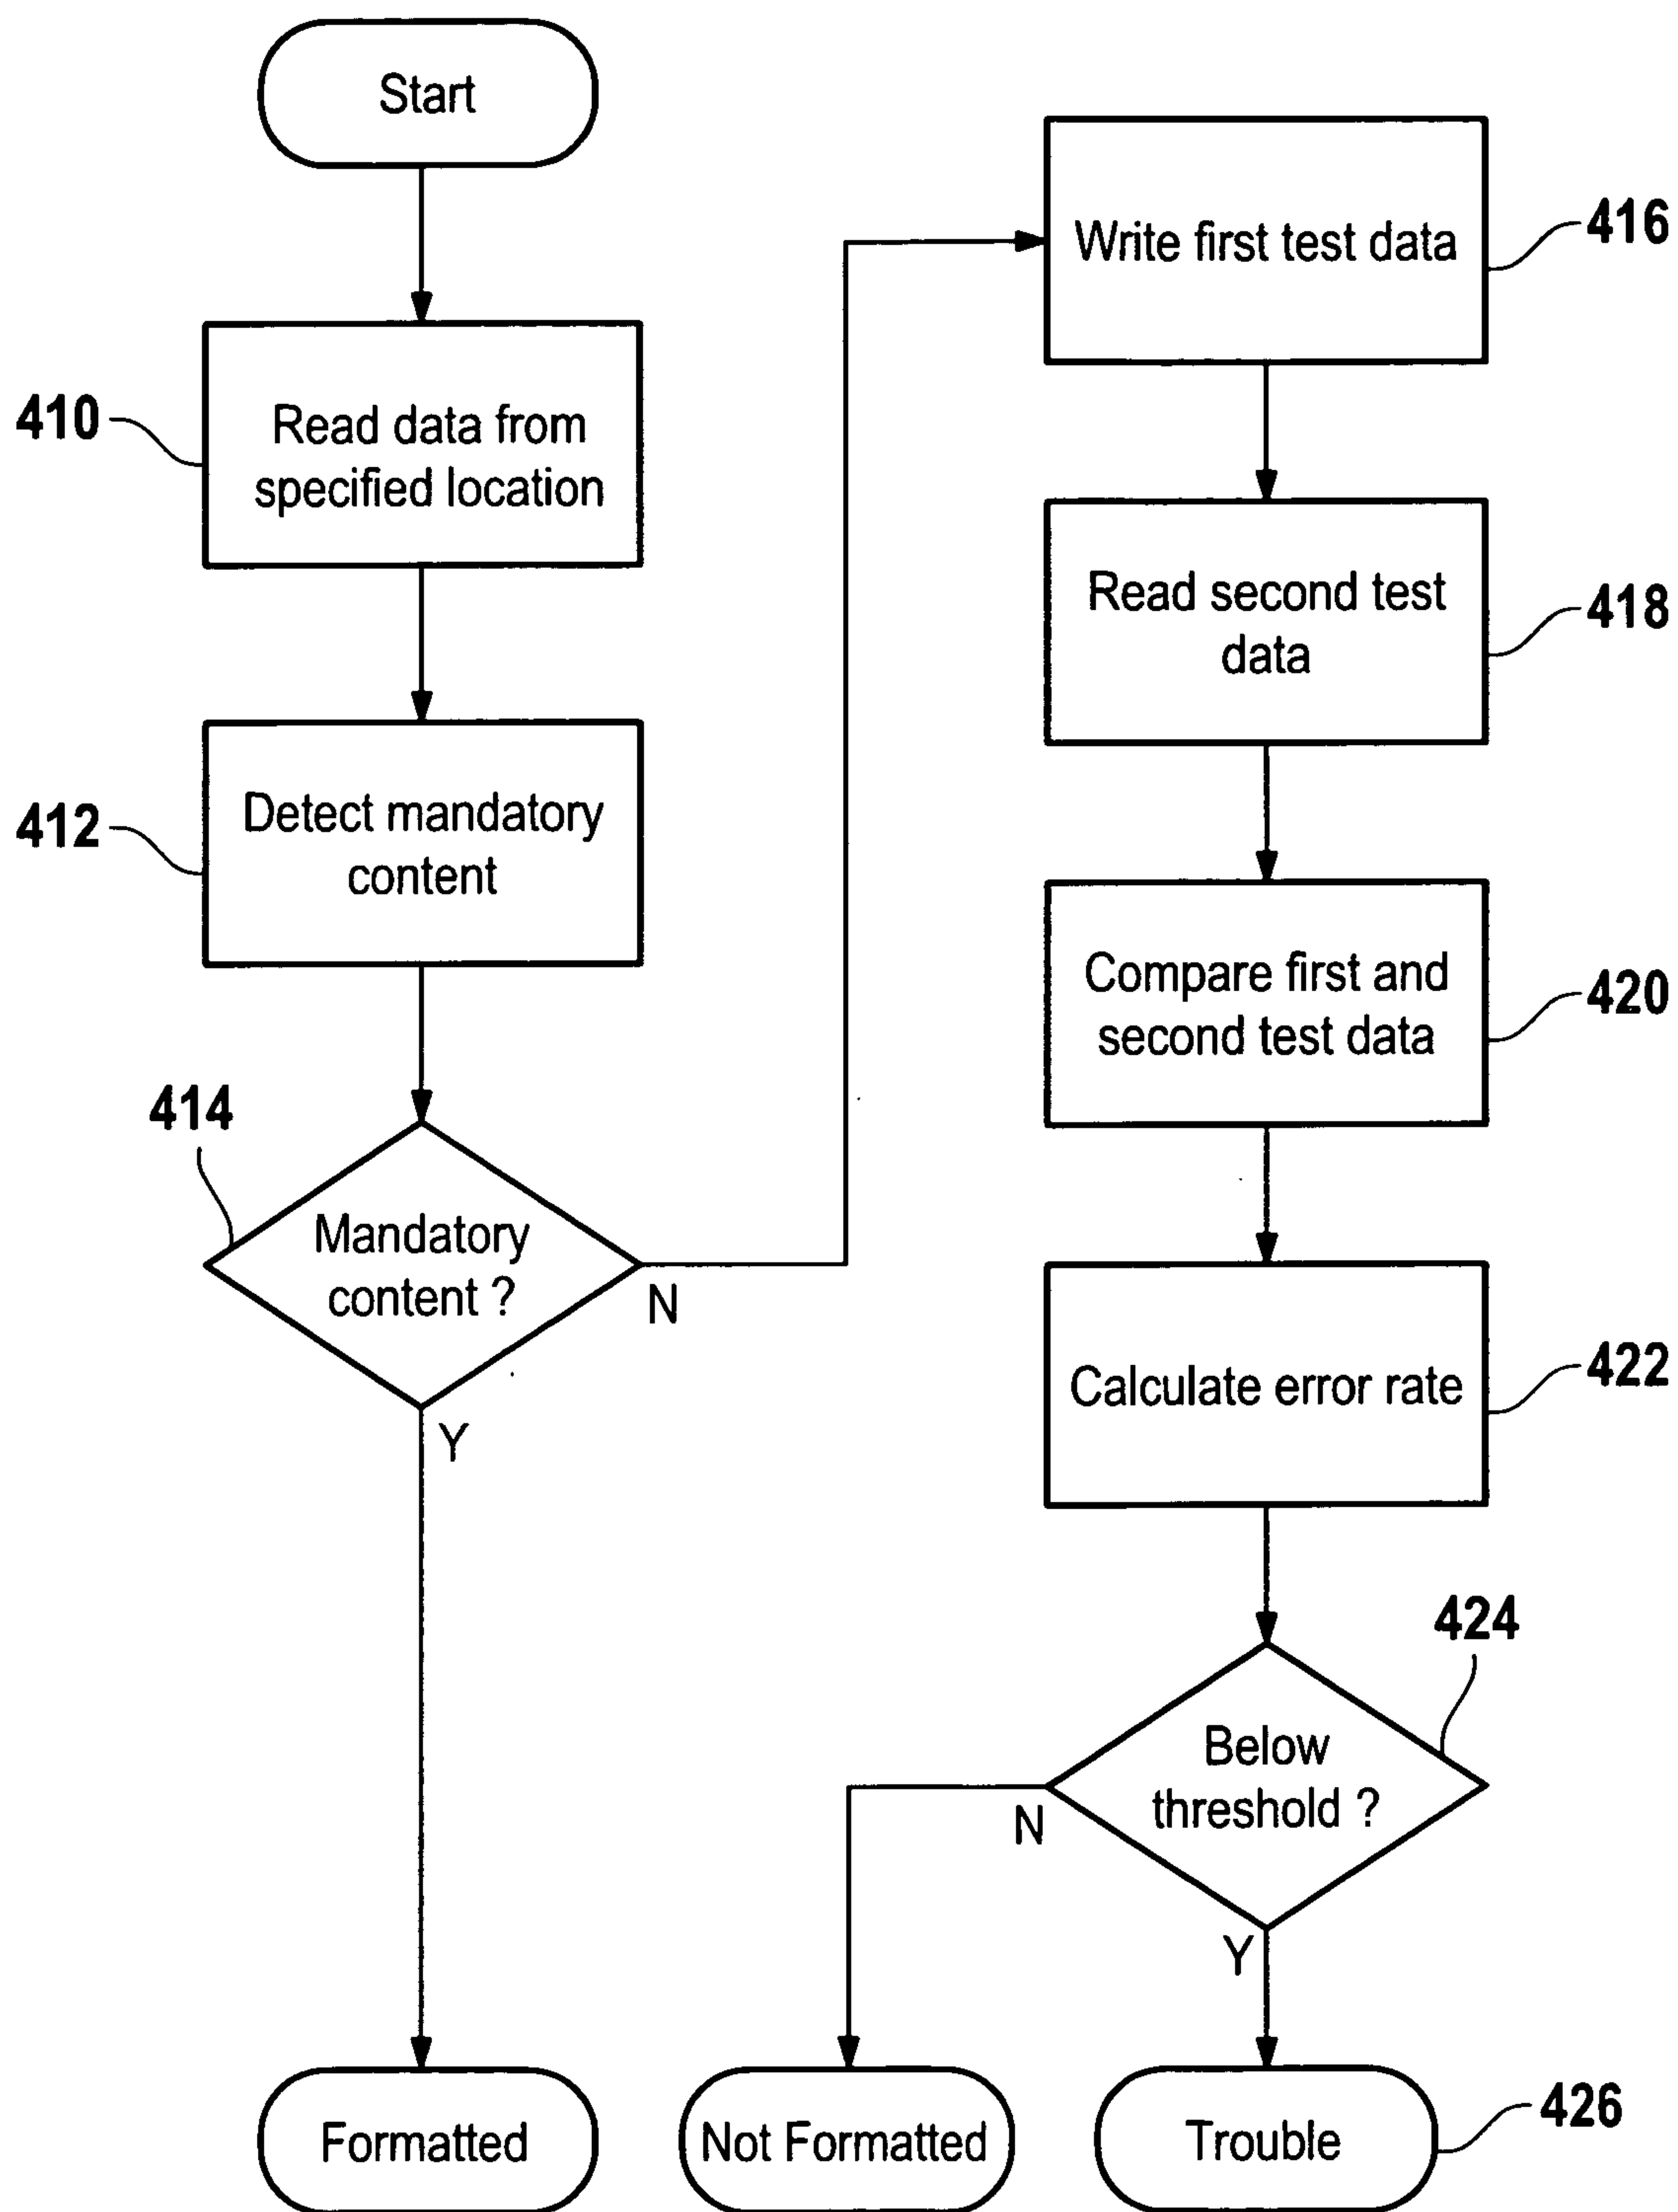 Start
410
Read data from
specified location
412
Detect mandatory
content
414
Mandatory
content ?
N
Y
Formatted
Write first test data
416
Read second test
data
418
Compare first and
second test data
420
Calculate error rate
422
424
Below
threshold ?
N
Y
Not Formatted
Trouble
426